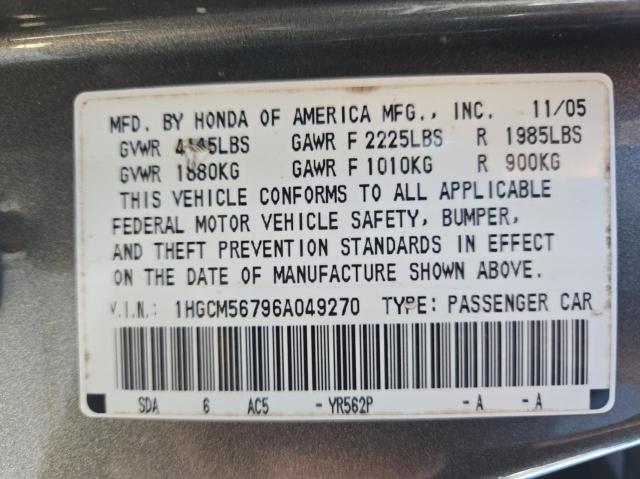 MFD. BY HONDA OF AMERICA MFG., INC. 11/05
GVWR GAWR F 2225LBS R 1985LBS
GVWR 1880KG GAWR F 1010KG R 900KG
THIS VEHICLE CONFORMS TO ALL APPLICABLE
FEDERAL MOTOR VEHICLE SAFETY, BUMPER,
AND THEFT PREVENTION STANDARDS IN EFFECT
ON THE DATE OF MANUFACTURE SHOWN ABOVE.
V.I.N.: 1HGCM56796A049270 TYPE: PASSENGER CAR
SDA 6 AC5 - YR562P - A - A